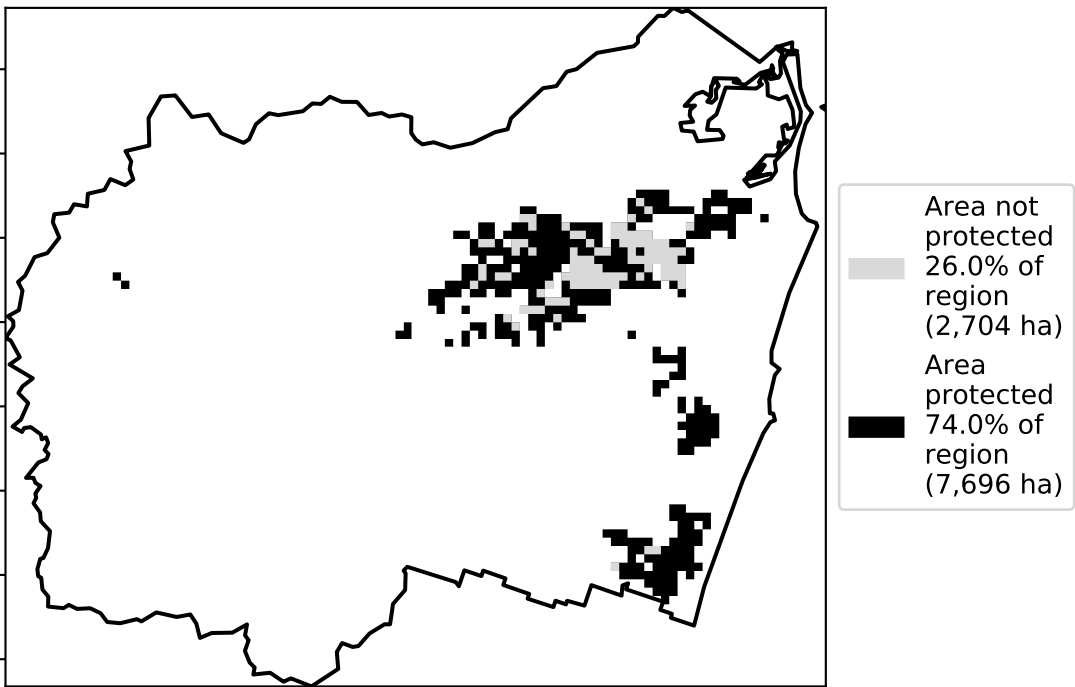 Area not
protected
26.0% of
region
(2,704 ha)
Area
protected
74.0% of
region
(7,696 ha)